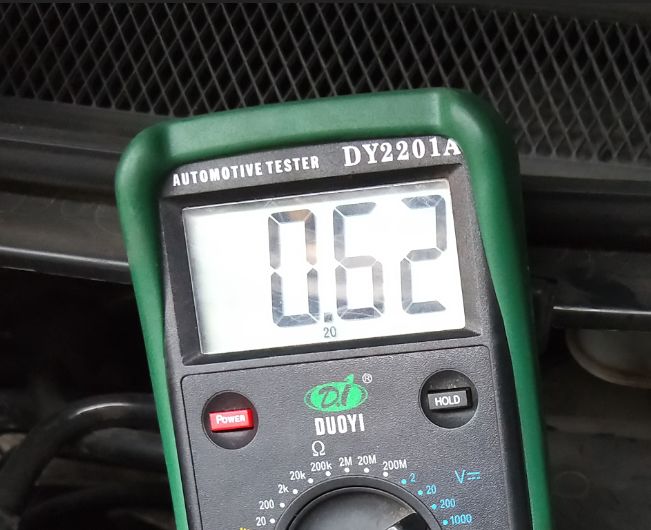 AUTOMOTIVE TESTER DY2201A
0.62
20
D.I ®
DUOYI
POWER
HOLD
Ω
20 200 2k 20k 200k 2M 20M 200M
V 2 20 200 1000